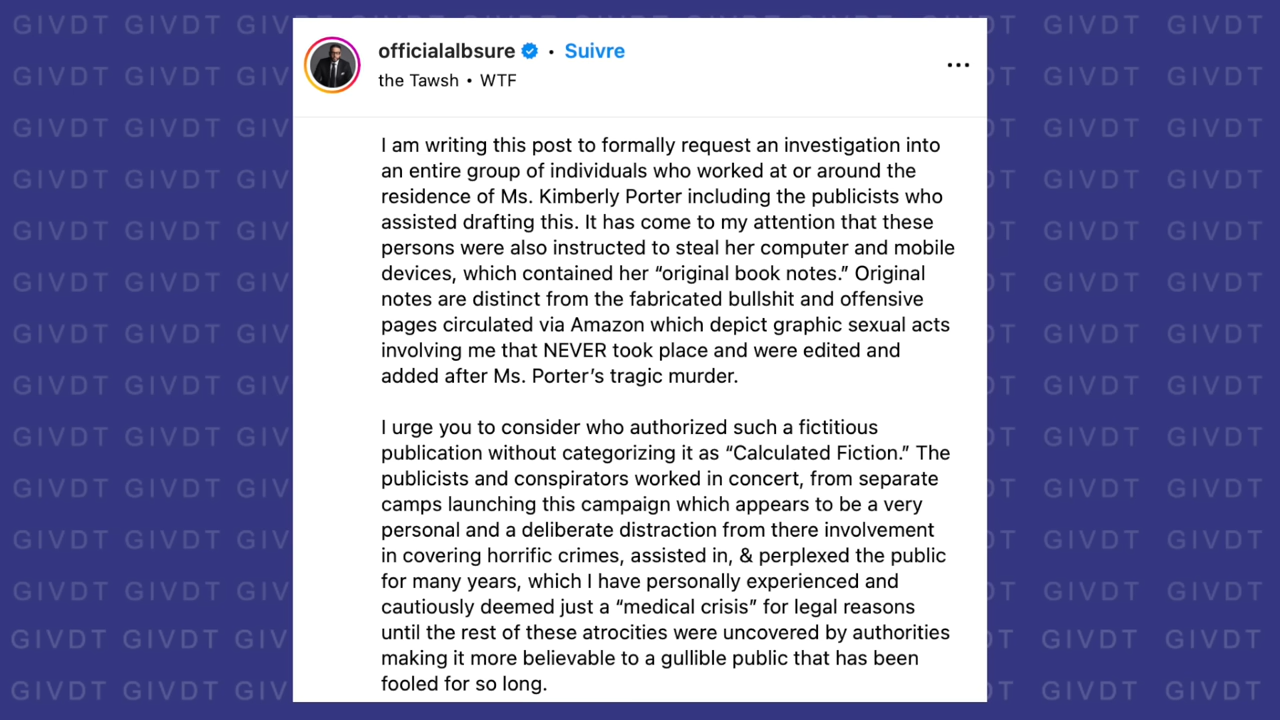 GIVDT GIVDT GIVDT GIVDT GIVDT
officialalbsure • Suivre
the Tawsh • WTF
I am writing this post to formally request an investigation into
an entire group of individuals who worked at or around the
residence of Ms. Kimberly Porter including the publicists who
assisted drafting this. It has come to my attention that these
persons were also instructed to steal her computer and mobile
devices, which contained her “original book notes.” Original
notes are distinct from the fabricated bullshit and offensive
pages circulated via Amazon which depict graphic sexual acts
involving me that NEVER took place and were edited and
added after Ms. Porter’s tragic murder.
I urge you to consider who authorized such a fictitious
publication without categorizing it as “Calculated Fiction.” The
publicists and conspirators worked in concert, from separate
camps launching this campaign which appears to be a very
personal and a deliberate distraction from there involvement
in covering horrific crimes, assisted in, & perplexed the public
for many years, which I have personally experienced and
cautiously deemed just a “medical crisis” for legal reasons
until the rest of these atrocities were uncovered by authorities
making it more believable to a gullible public that has been
fooled for so long.